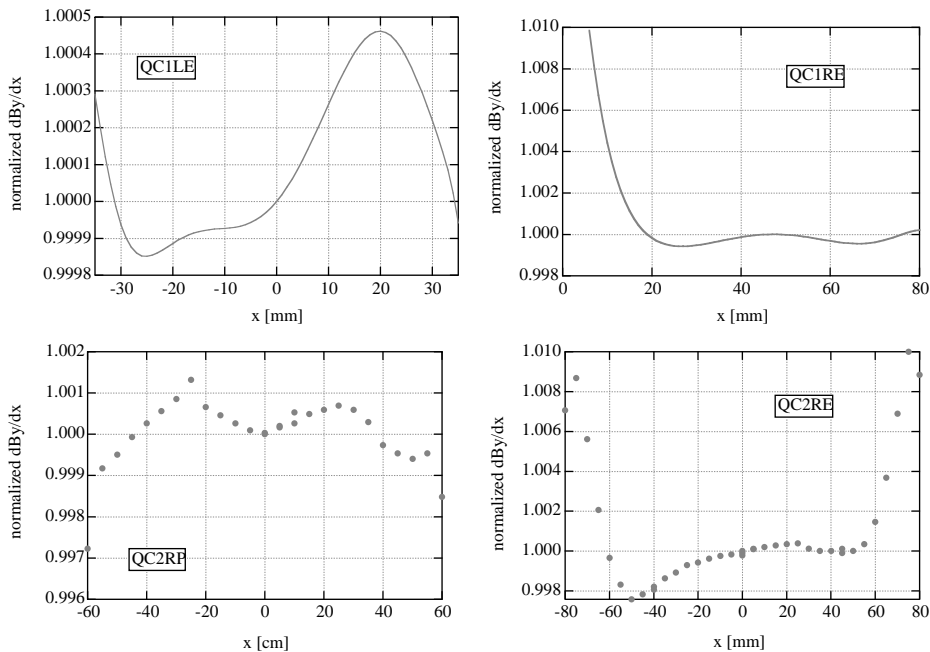 1.0005
1.0004
1.0003
1.0002
1.0001
1.0000
0.9999
0.9998
normalized dBy/dx
QC1LE
-30 -20 -10 0 10 20 30
x [mm]
1.010
1.008
1.006
1.004
1.002
1.000
0.998
normalized dBy/dx
QC1RE
0 20 40 60 80
x [mm]
1.002
1.001
1.000
0.999
0.998
0.997
0.996
normalized dBy/dx
QC2RP
-60 -40 -20 0 20 40 60
x [cm]
1.010
1.008
1.006
1.004
1.002
1.000
0.998
normalized dBy/dx
QC2RE
-80 -60 -40 -20 0 20 40 60 80
x [mm]